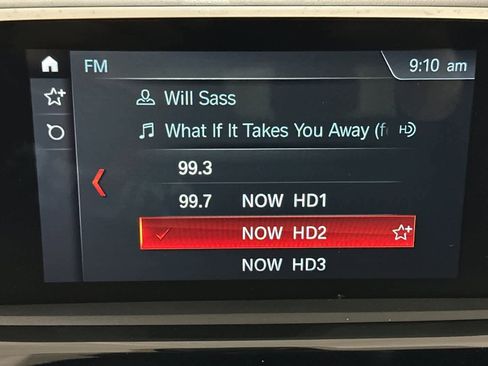 FM 9:10 am
Will Sass
What If It Takes You Away (f
99.3
99.7 NOW HD1
NOW HD2
NOW HD3